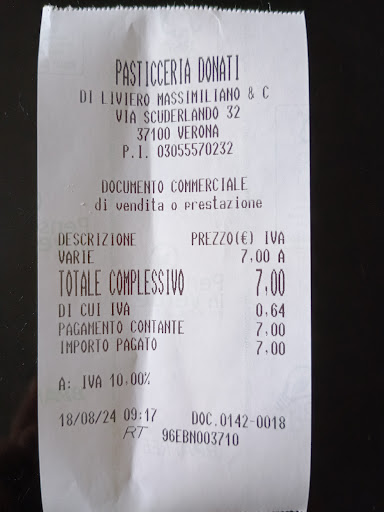 PASTICCERIA DONATI
DI LIVIERO MASSIMILIANO & C
VIA SCUDERLANDO 32
37100 VERONA
P.I. 03055570232
DOCUMENTO COMMERCIALE
di vendita o prestazione
DESCRIZIONE PREZZO(€) IVA
VARIE 7,00 A
TOTALE COMPLESSIVO 7,00
DI CUI IVA 0,64
PAGAMENTO CONTANTE 7,00
IMPORTO PAGATO 7,00
A: IVA 10.00%
18/08/24 09:17 DOC.0142-0018
RT 96EBN003710